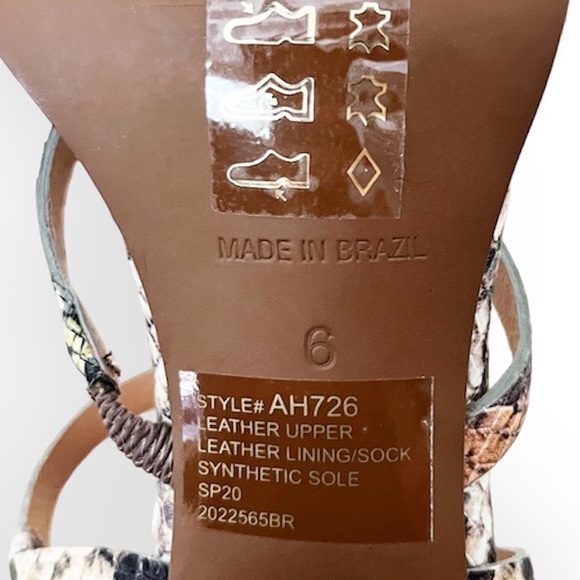 MADE IN BRAZIL
6
STYLE# AH726
LEATHER UPPER
LEATHER LINING/SOCK
SYNTHETIC SOLE
SP20
2022565BR